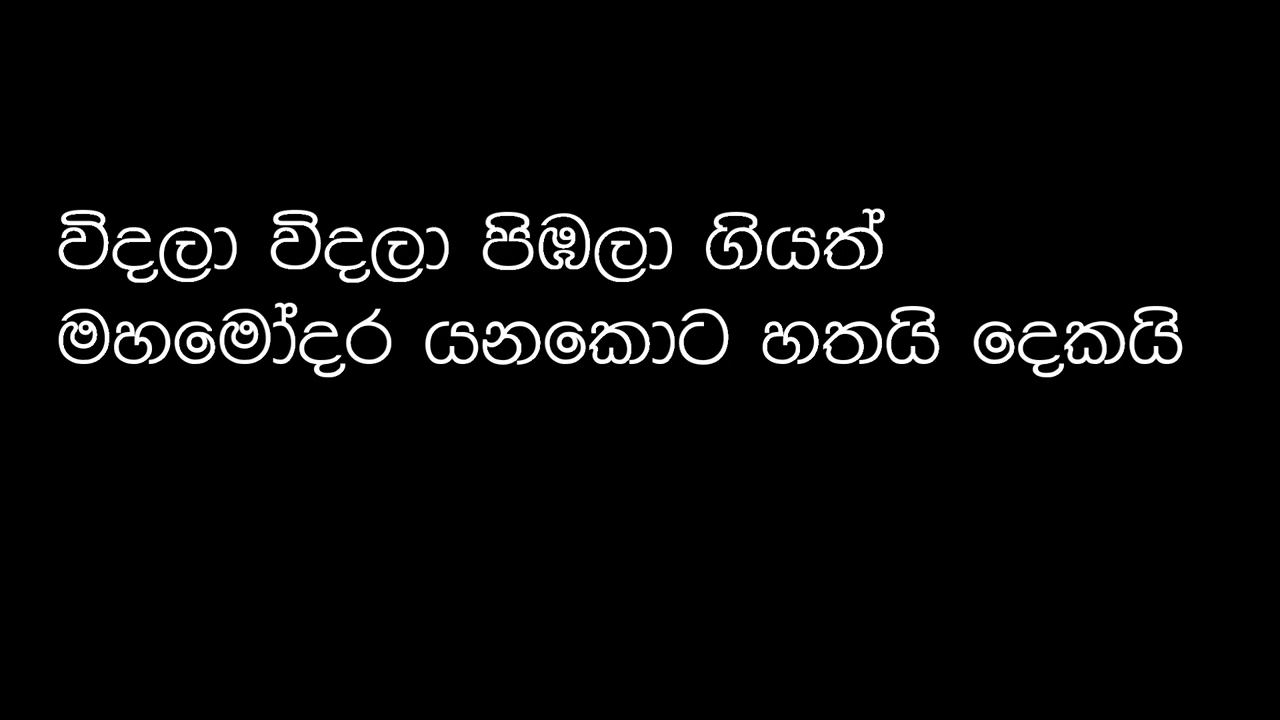 විදලා විදලා පිඹලා ගියත්
මහමෝදර යනකොට හතයි දෙකයි